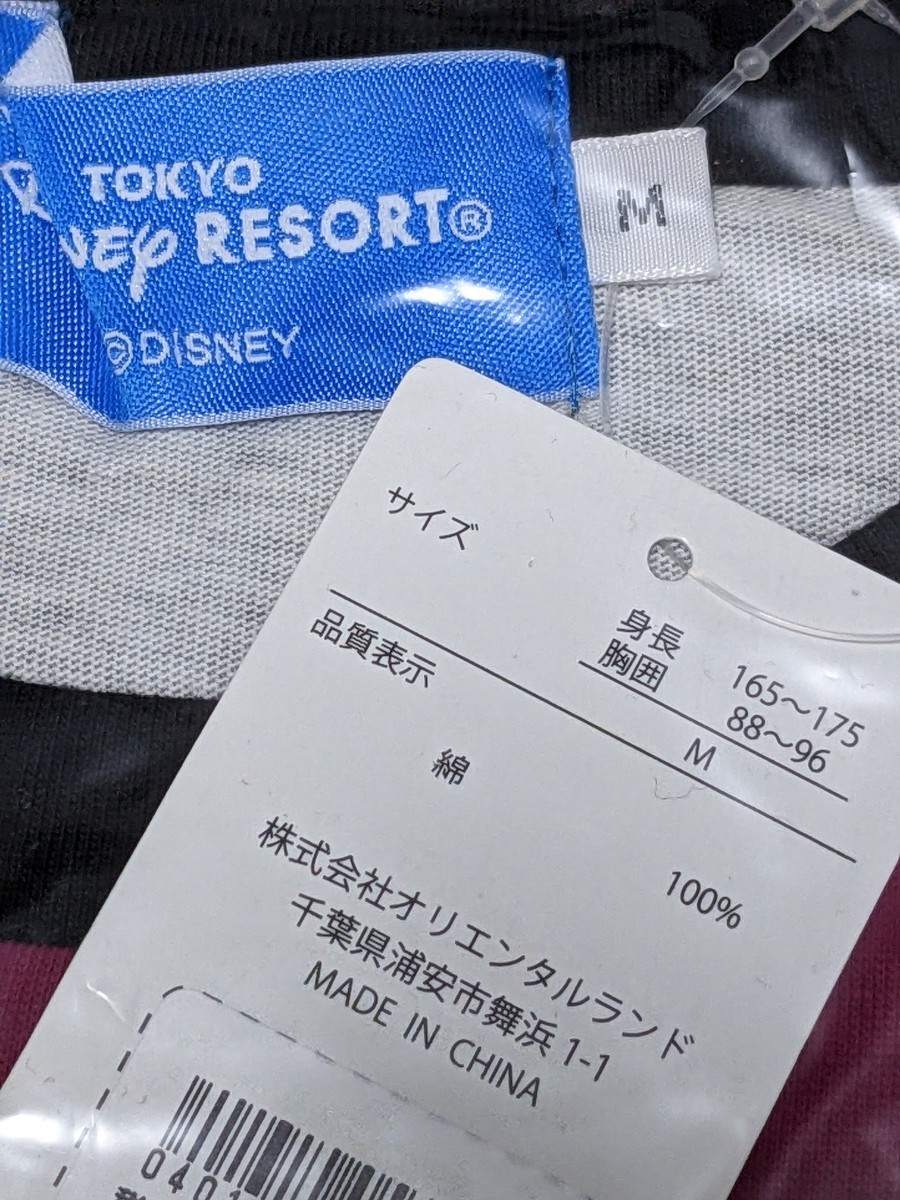 TOKYO
NEY RESORT®
©DISNEY
M
サイズ
身長 165～175
胸囲 88～96
M
品質表示
綿 100%
株式会社オリエンタルランド
千葉県浦安市舞浜1-1
MADE IN CHINA
0401